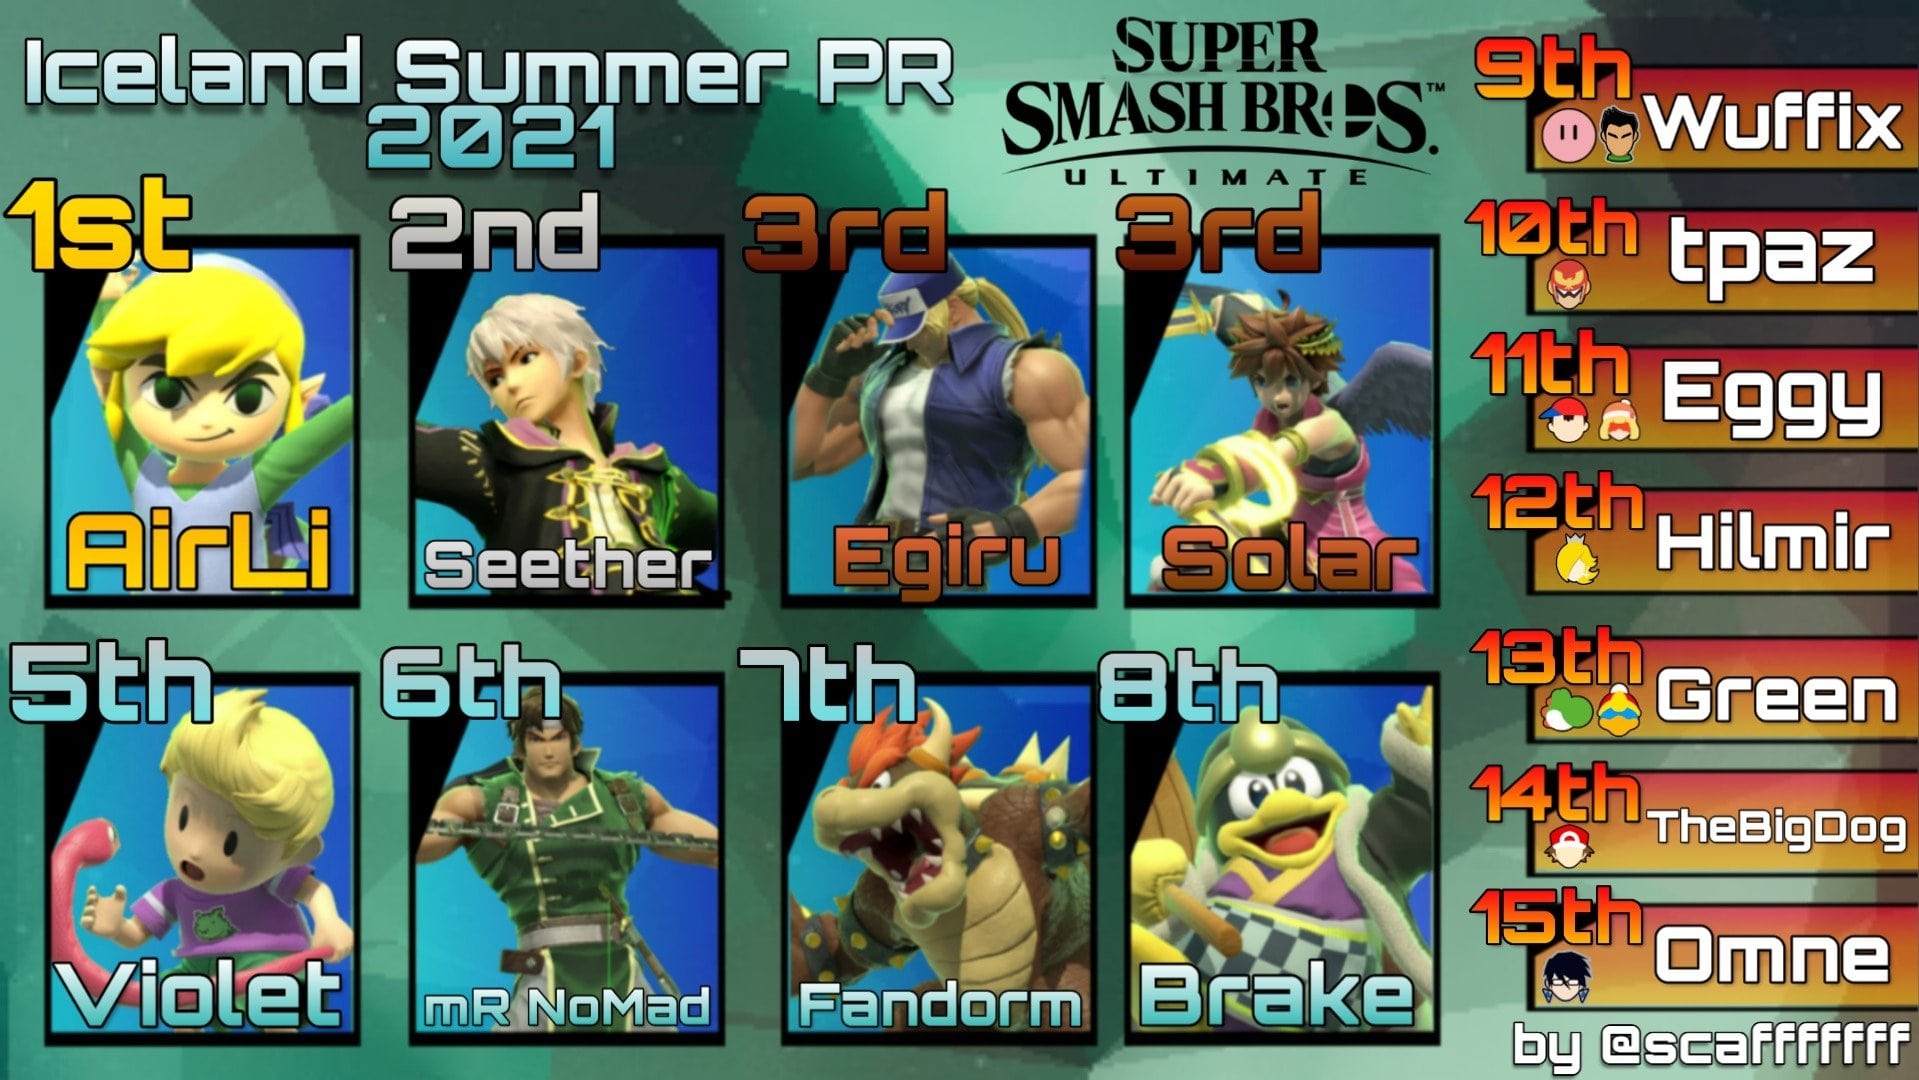 Iceland Summer PR
2021
SUPER
SMASH BROS.™
ULTIMATE
1st
AirLi
2nd
Seether
3rd
Egiru
3rd
Solar
5th
Violet
6th
mR NoMad
7th
Fandorm
8th
Brake
9th
Wuffix
10th
tpaz
11th
Eggy
12th
Hilmir
13th
Green
14th
TheBigDog
15th
Omne
by @scafffffff